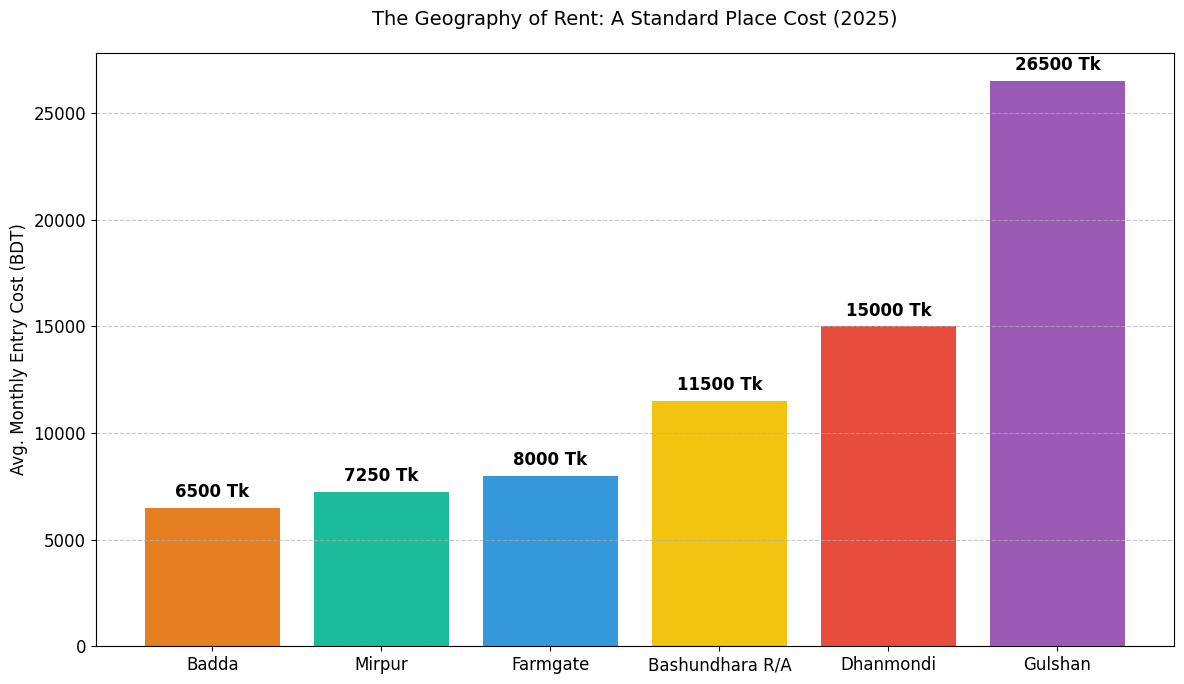 The Geography of Rent: A Standard Place Cost (2025)
Avg. Monthly Entry Cost (BDT)
25000
20000
15000
10000
5000
0
6500 Tk
7250 Tk
8000 Tk
11500 Tk
15000 Tk
26500 Tk
Badda
Mirpur
Farmgate
Bashundhara R/A
Dhanmondi
Gulshan